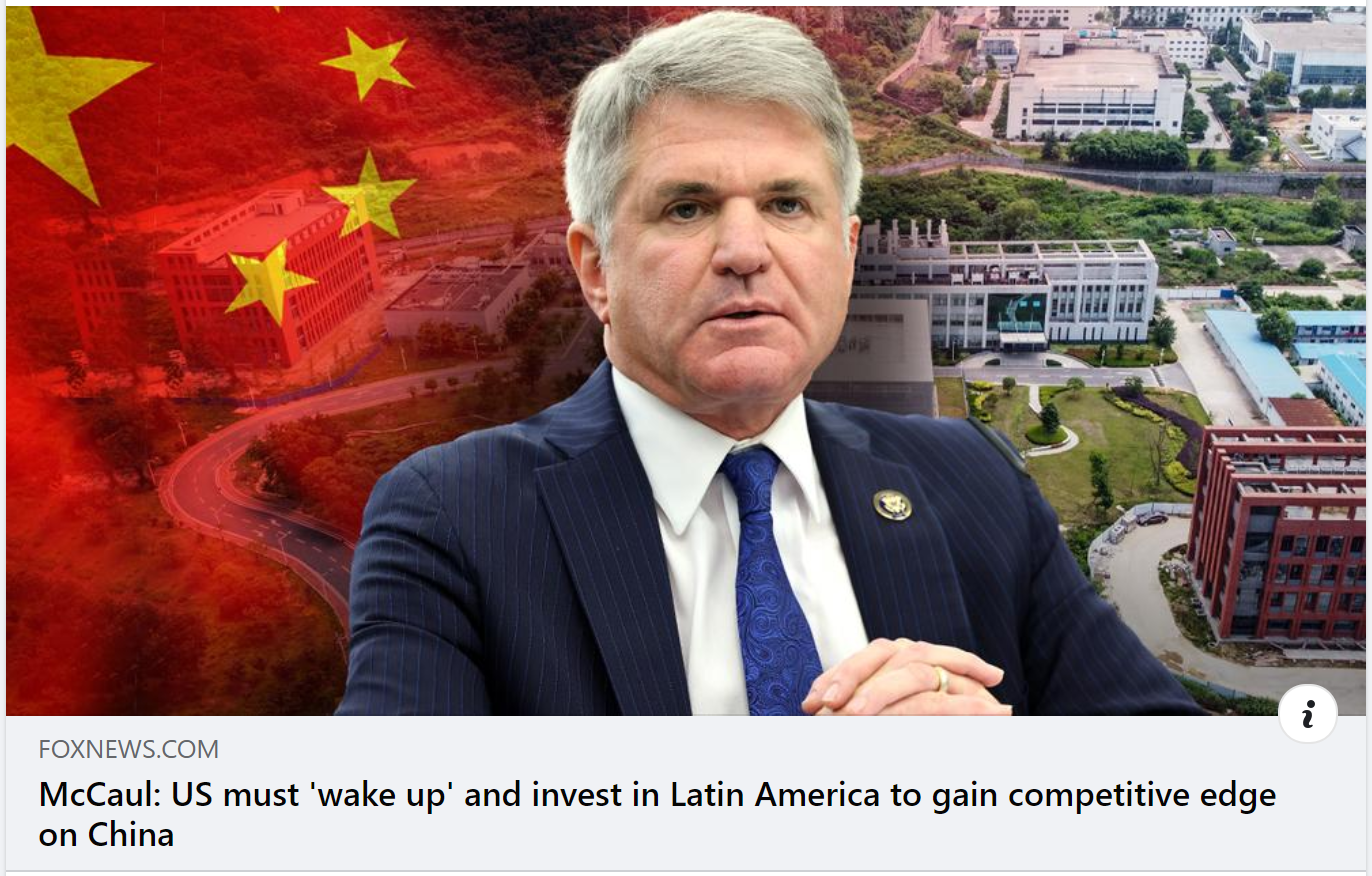 FOXNEWS.COM
McCaul: US must 'wake up' and invest in Latin America to gain competitive edge
on China